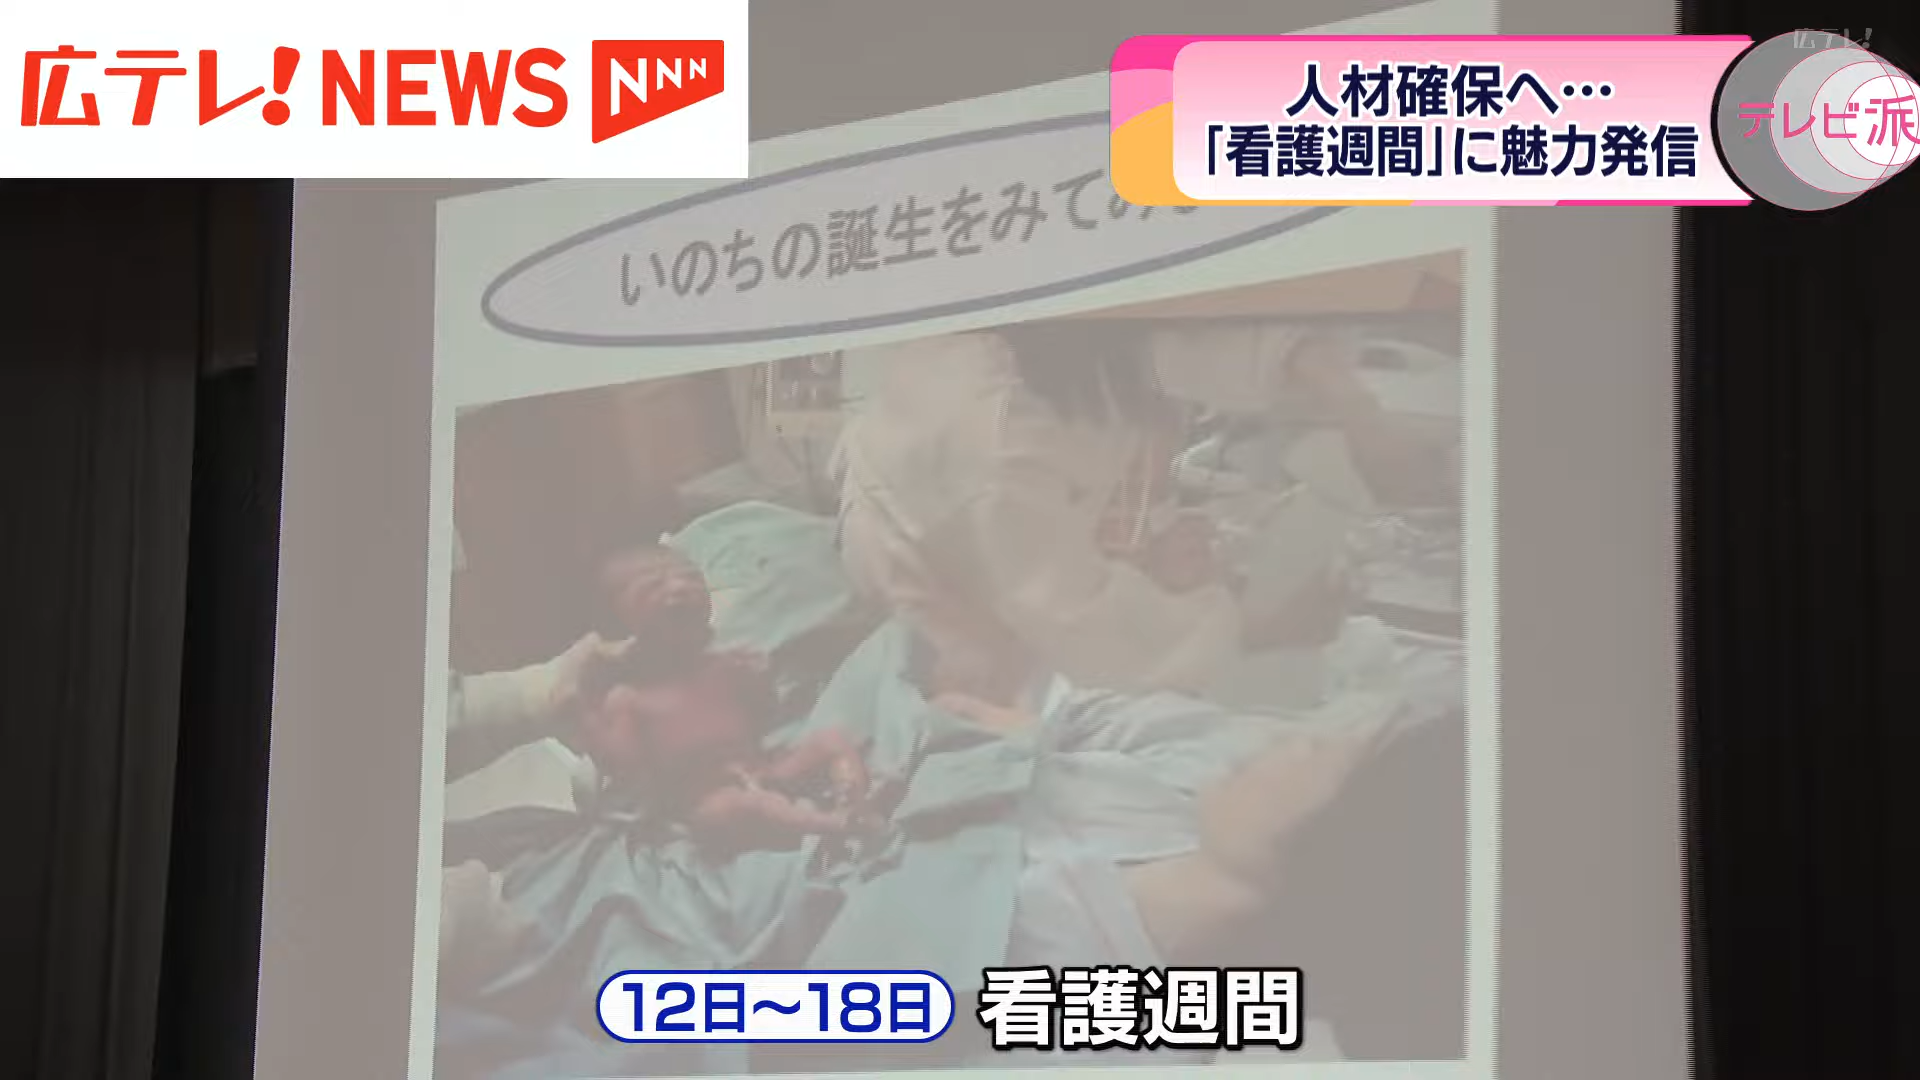 広テレ!NEWS NNN
広テレ!
人材確保へ…
「看護週間」に魅力発信
テレビ派
いのちの誕生をみてみ
12日〜18日 看護週間